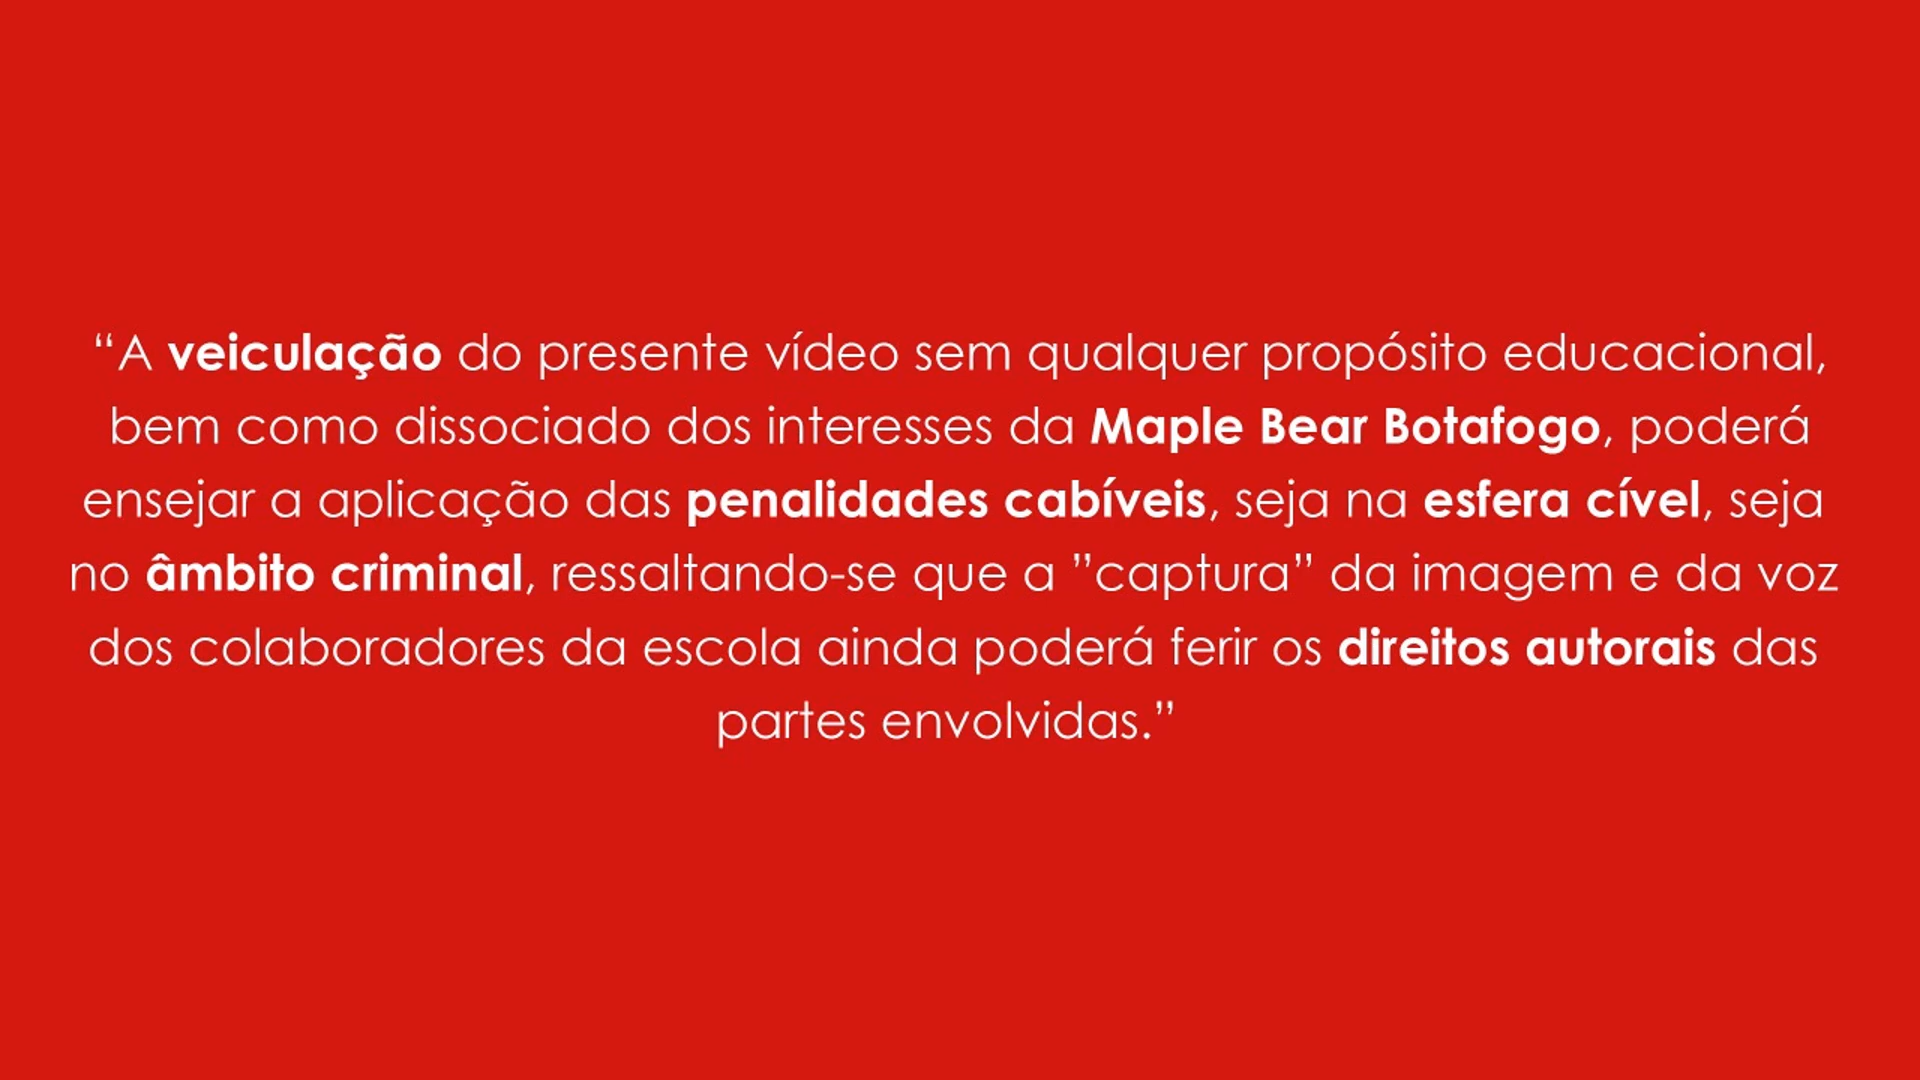 “A veiculação do presente vídeo sem qualquer propósito educacional,
bem como dissociado dos interesses da Maple Bear Botafogo, poderá
ensejar a aplicação das penalidades cabíveis, seja na esfera cível, seja
no âmbito criminal, ressaltando-se que a ”captura” da imagem e da voz
dos colaboradores da escola ainda poderá ferir os direitos autorais das
partes envolvidas.”